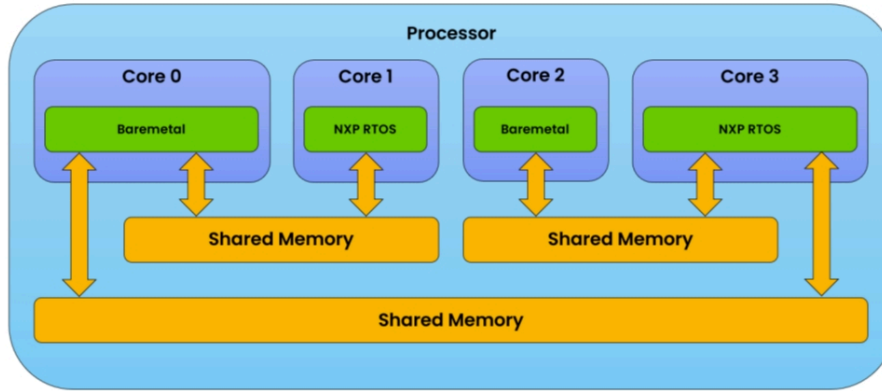 Processor
Core 0
Core 1
Core 2
Core 3
Baremetal
NXP RTOS
Baremetal
NXP RTOS
Shared Memory
Shared Memory
Shared Memory